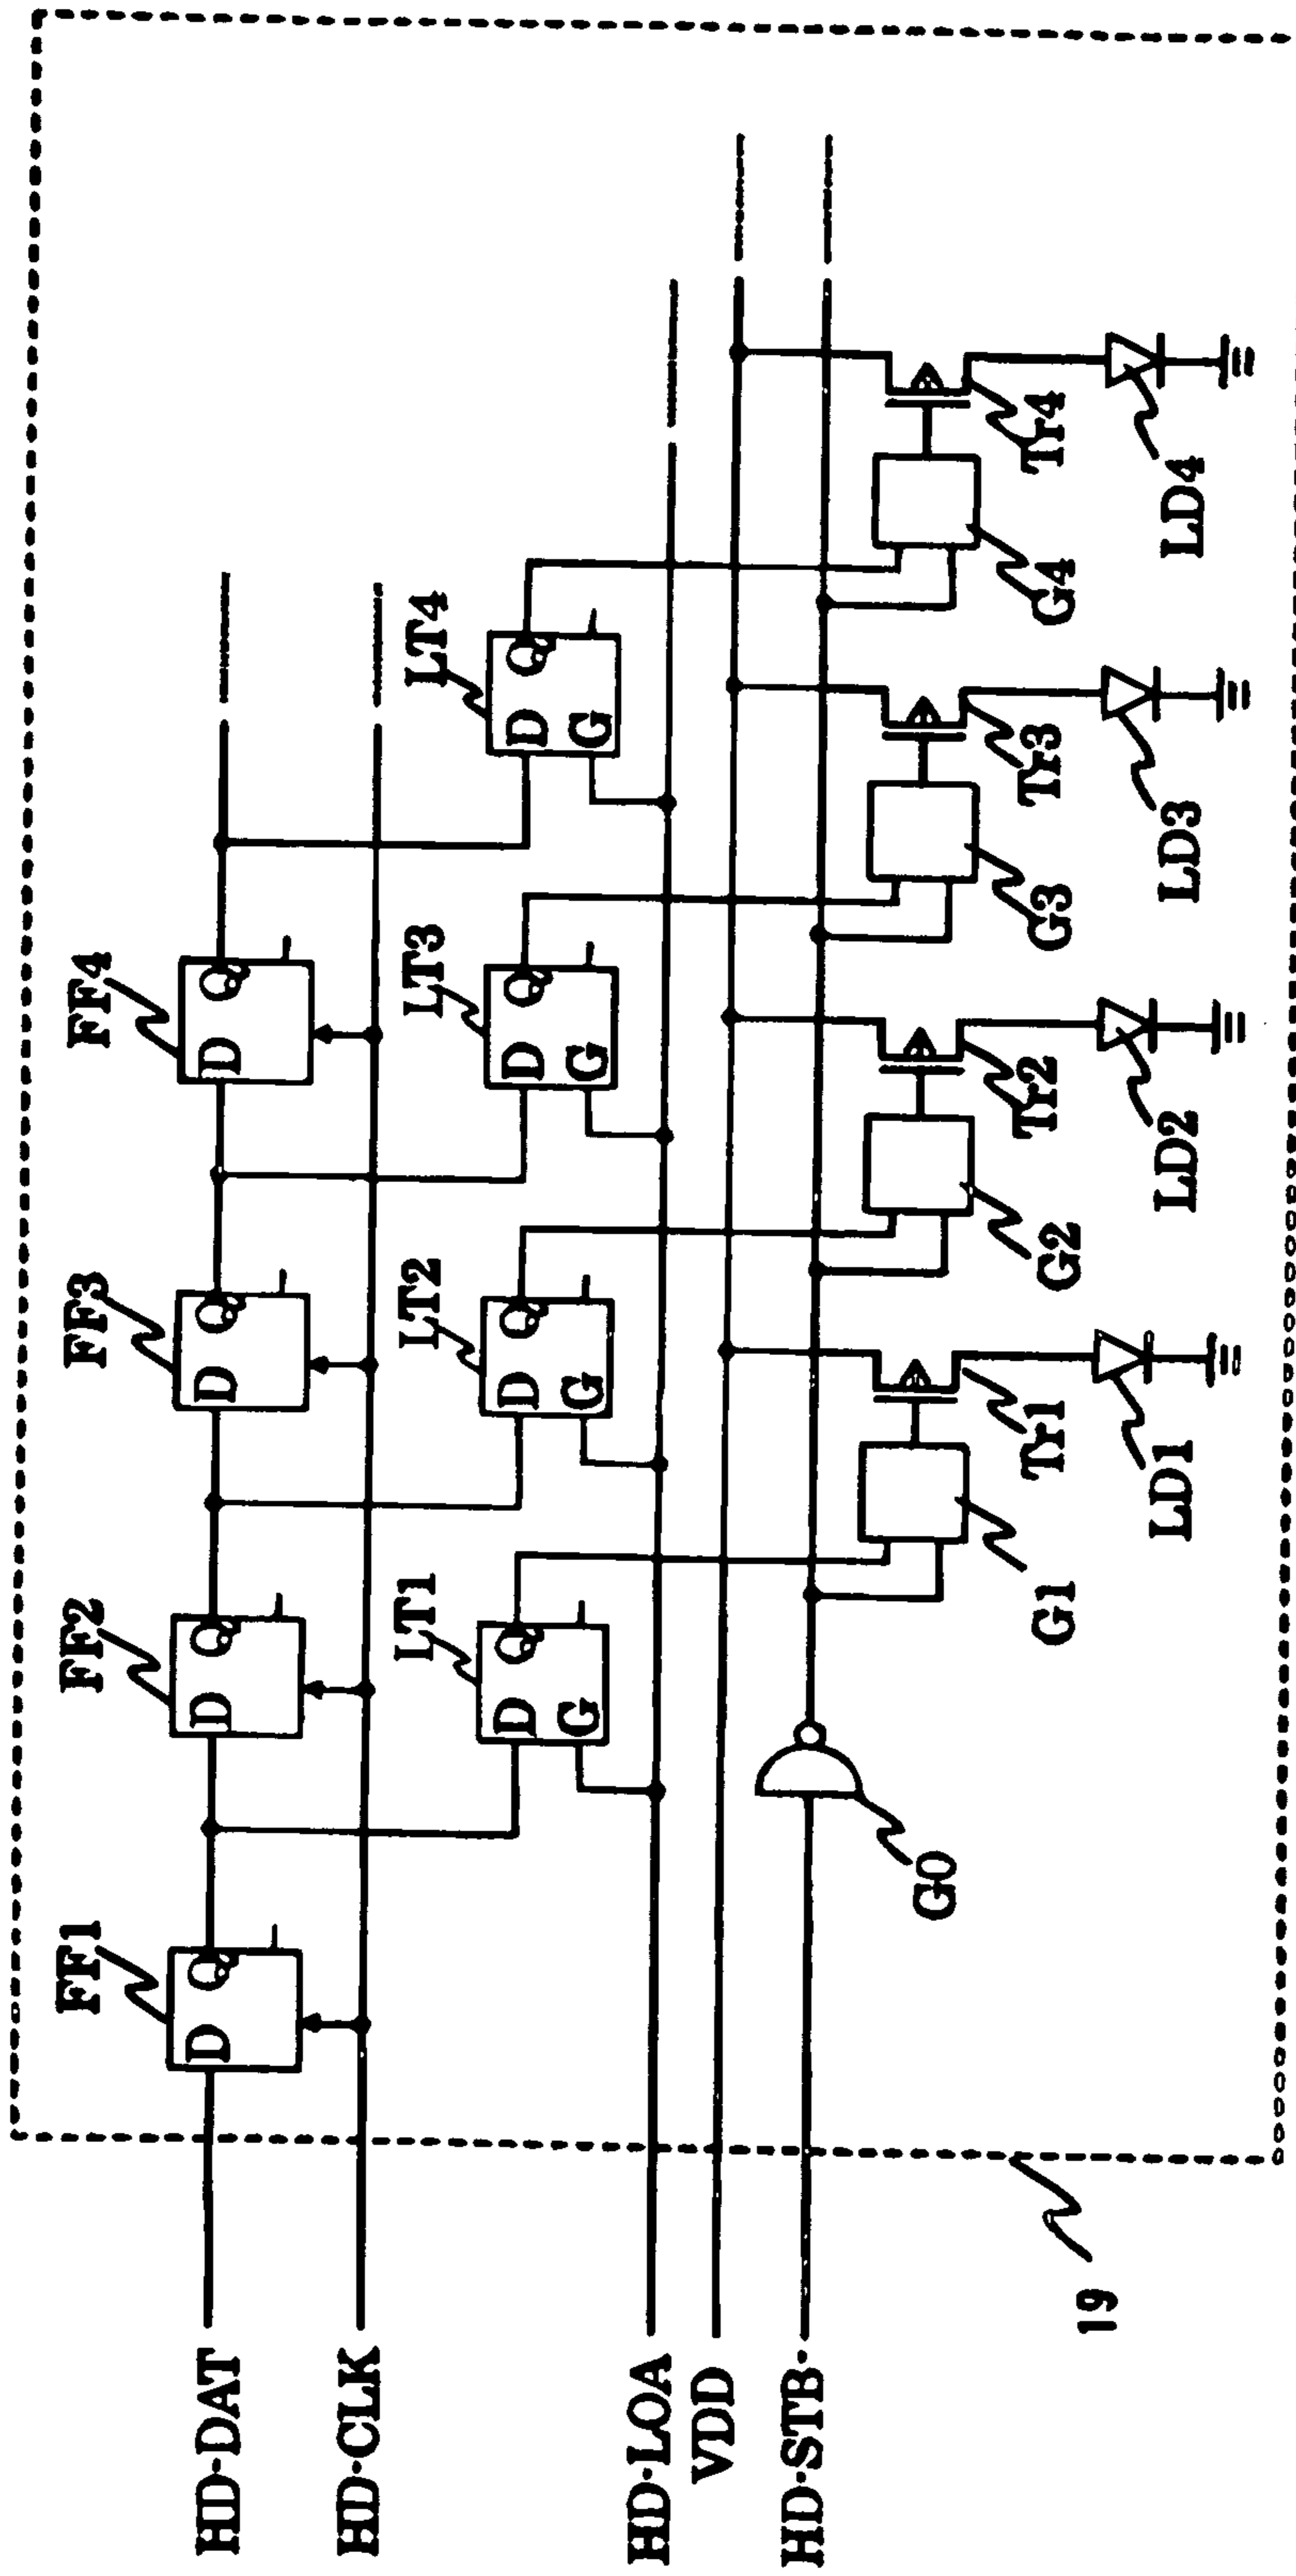 FF1
FF2
FF3
FF4
D Q
D Q
D Q
D Q
HD-DAT
HD-CLK
LT1
LT2
LT3
LT4
D Q
G
D Q
G
D Q
G
D Q
G
HD-LOA
VDD
HD-STB-
G0
G1
Tr1
G2
Tr2
G3
Tr3
G4
Tr4
LD1
LD2
LD3
LD4
19